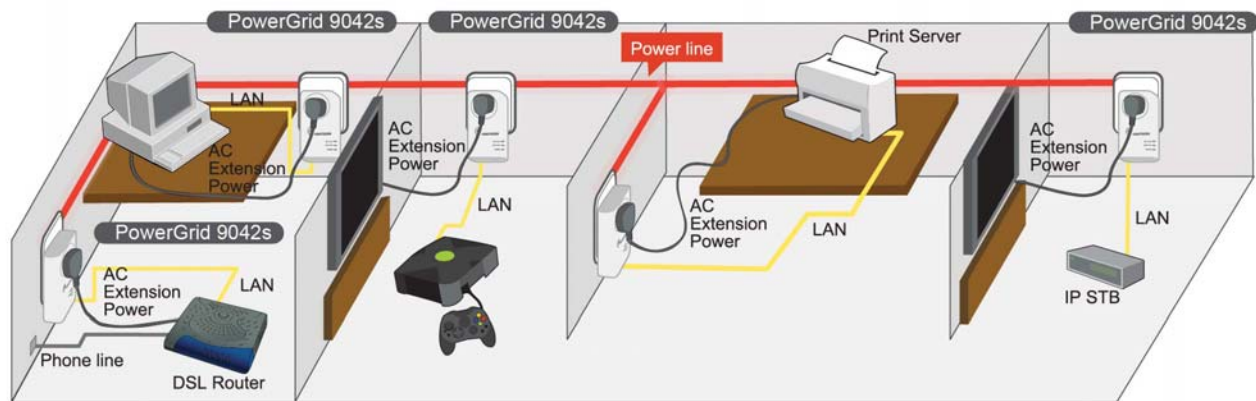 PowerGrid 9042s
PowerGrid 9042s
PowerGrid 9042s
Print Server
Power line
LAN
AC
Extension
Power
AC
Extension
Power
AC
Extension
Power
LAN
AC
Extension
Power
LAN
LAN
PowerGrid 9042s
AC
Extension
Power
LAN
IP STB
Phone line
DSL Router